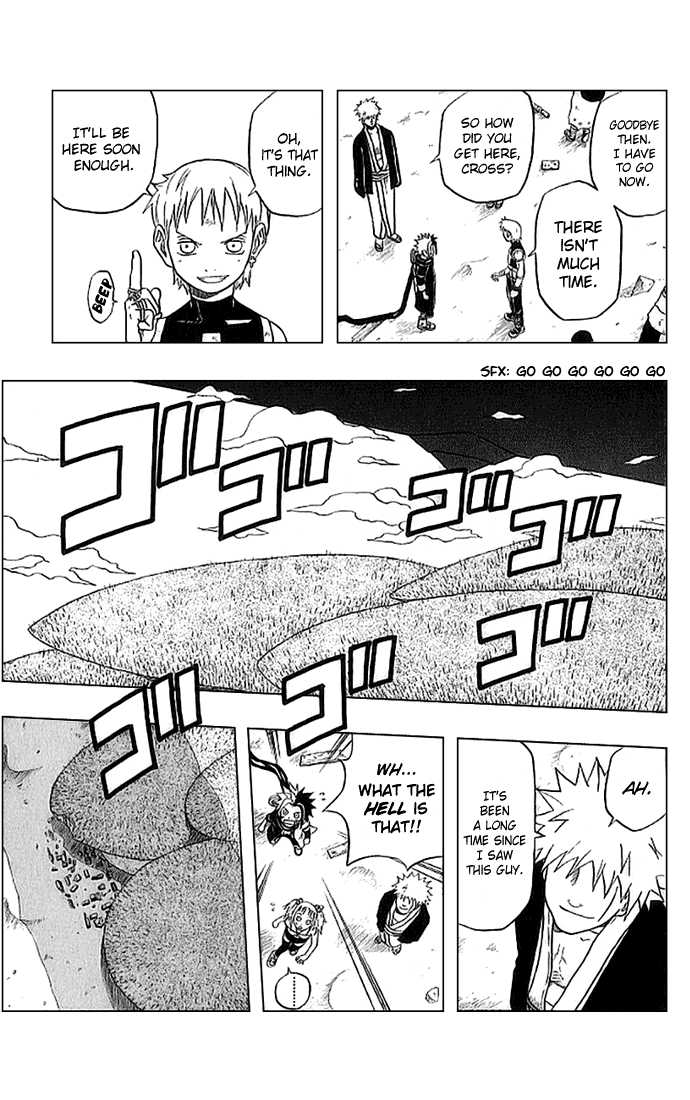 GOODBYE
THEN.
I HAVE
TO GO
NOW.
THERE
ISN'T
MUCH
TIME.
SO HOW
DID YOU
GET HERE,
CROSS?
OH,
IT'S THAT
THING.
IT'LL BE
HERE SOON
ENOUGH.
BEEP
SFX: GO GO GO GO GO GO
ゴ
ゴ
ゴ
ゴ
ゴ
ゴ
ゴ
AH.
IT'S
BEEN
A LONG
TIME SINCE
I SAW
THIS GUY.
WH...
WHAT THE
HELL IS
THAT!!
.......